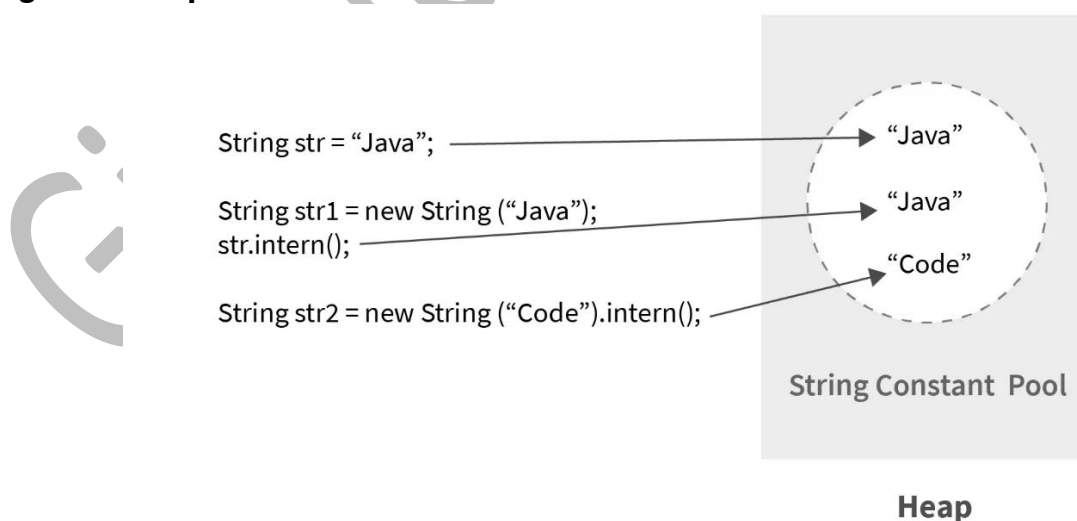 String str = “Java”;
“Java”
String str1 = new String (“Java”);
str.intern();
“Java”
“Code”
String str2 = new String (“Code”).intern();
String Constant Pool
Heap